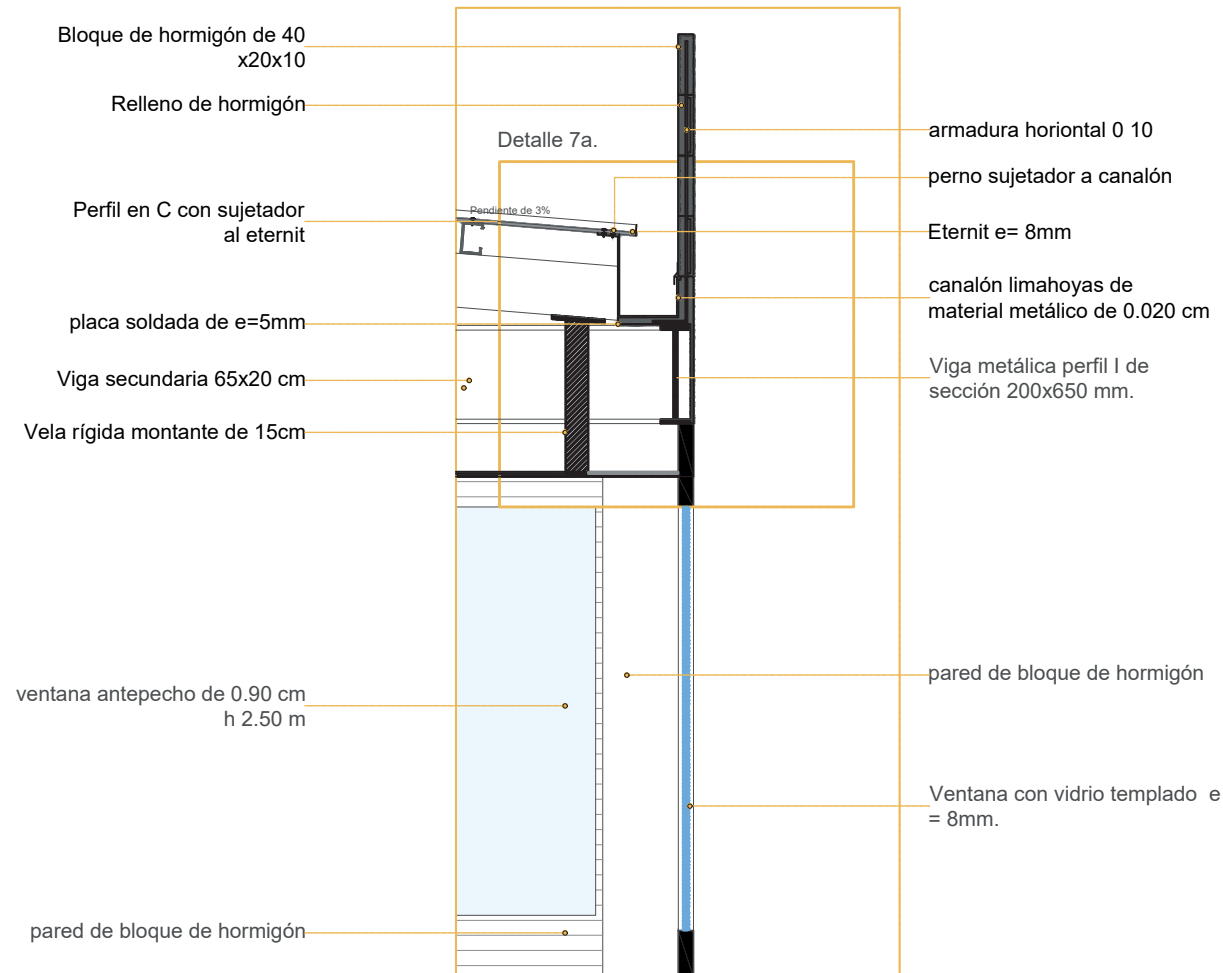 Bloque de hormigón de 40
x20x10
Relleno de hormigón
Perfil en C con sujetador
al eternit
placa soldada de e=5mm
Viga secundaria 65x20 cm
Vela rígida montante de 15cm
ventana antepecho de 0.90 cm
h 2.50 m
pared de bloque de hormigón
Detalle 7a.
Pendiente de 3%
armadura horiontal 0 10
perno sujetador a canalón
Eternit e= 8mm
canalón limahoyas de
material metálico de 0.020 cm
Viga metálica perfil I de
sección 200x650 mm.
pared de bloque de hormigón
Ventana con vidrio templado e
= 8mm.